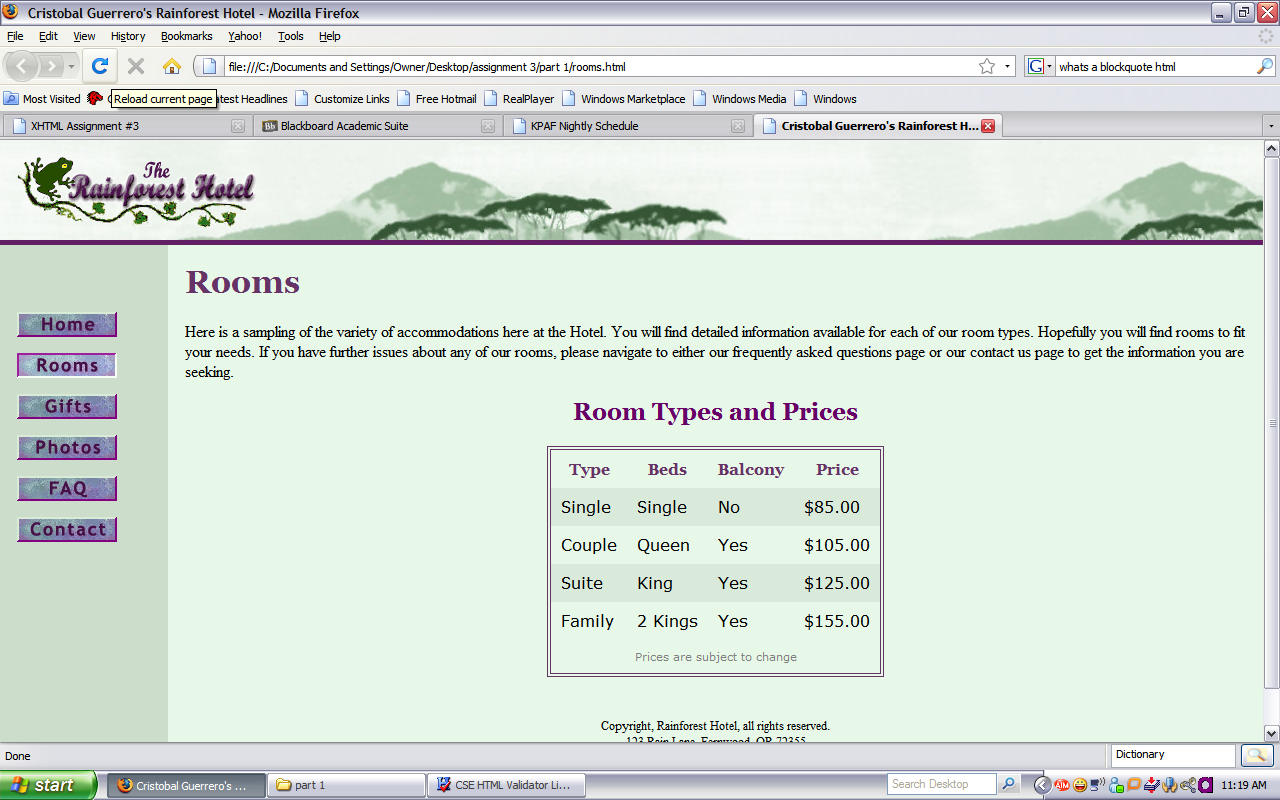 Cristobal Guerrero's Rainforest Hotel - Mozilla Firefox
File Edit View History Bookmarks Yahoo! Tools Help
file:///C:/Documents and Settings/Owner/Desktop/assignment 3/part 1/rooms.html
G whats a blockquote html
Most Visited
Reload current page
atest Headlines Customize Links Free Hotmail RealPlayer Windows Marketplace Windows Media Windows
XHTML Assignment #3 Bb Blackboard Academic Suite KPAF Nightly Schedule Cristobal Guerrero's Rainforest H...
The
Rainforest Hotel
Home
Rooms
Gifts
Photos
FAQ
Contact
Rooms
Here is a sampling of the variety of accommodations here at the Hotel. You will find detailed information available for each of our room types. Hopefully you will find rooms to fit
your needs. If you have further issues about any of our rooms, please navigate to either our frequently asked questions page or our contact us page to get the information you are
seeking.
Room Types and Prices
Type Beds Balcony Price
Single Single No $85.00
Couple Queen Yes $105.00
Suite King Yes $125.00
Family 2 Kings Yes $155.00
Prices are subject to change
Copyright, Rainforest Hotel, all rights reserved.
123 Rain Lane, Fernwood, OR 72355
Done
Dictionary
start Cristobal Guerrero's ... part 1 CSE HTML Validator Li... Search Desktop AIM 11:19 AM